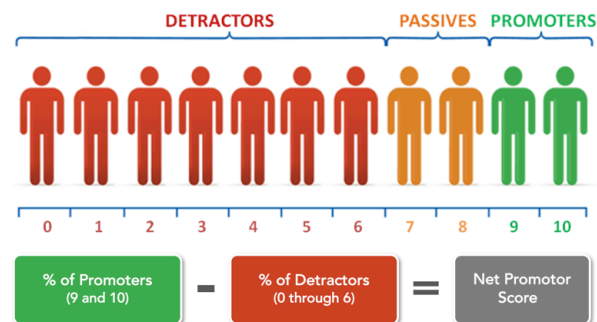 DETRACTORS PASSIVES PROMOTERS
0 1 2 3 4 5 6 7 8 9 10
% of Promoters
(9 and 10)
-
% of Detractors
(0 through 6)
=
Net Promotor
Score